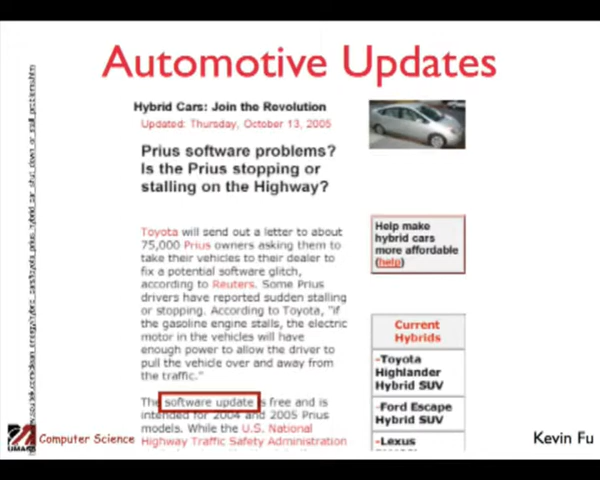 Automotive Updates
Hybrid Cars: Join the Revolution
Updated: Thursday, October 13, 2005
Prius software problems?
Is the Prius stopping or
stalling on the Highway?
Toyota will send out a letter to about
75,000 Prius owners asking them to
take their vehicles to their dealer to
fix a potential software glitch,
according to Reuters. Some Prius
drivers have reported sudden stalling
or stopping. According to Toyota, "if
the gasoline engine stalls, the electric
motor in the vehicles will have
enough power to allow the driver to
pull the vehicle over and away from
the traffic."
The software update is free and is
intended for 2004 and 2005 Prius
models. While the U.S. National
Highway Traffic Safety Administration
Help make
hybrid cars
more affordable
(help)
Current
Hybrids
-Toyota
Highlander
Hybrid SUV
-Ford Escape
Hybrid SUV
-Lexus
UMASS
Computer Science
Kevin Fu